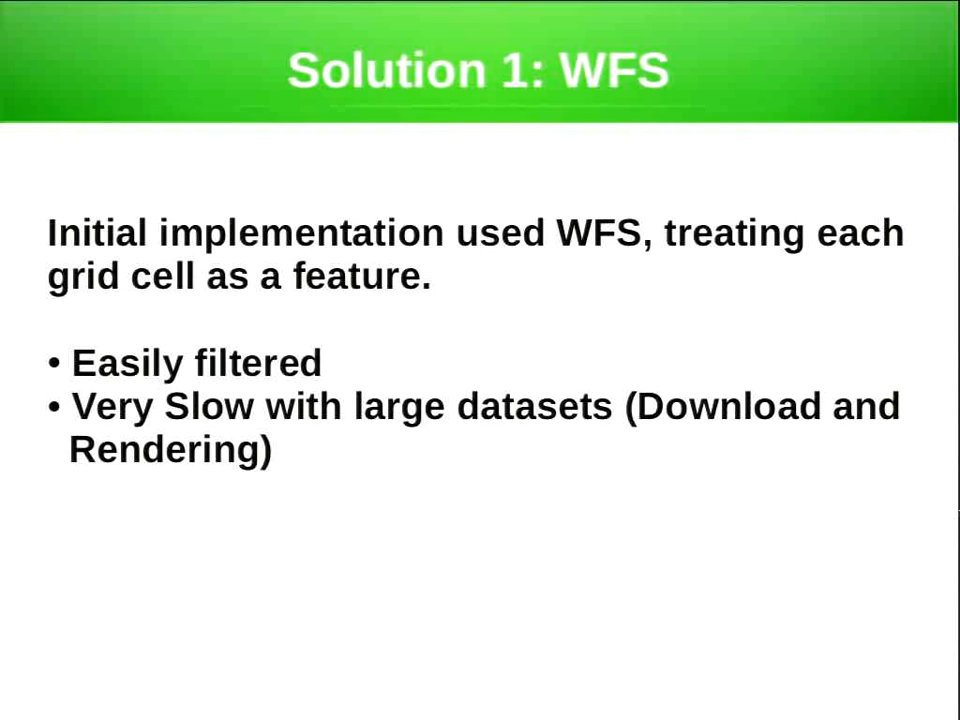 Solution 1: WFS
Initial implementation used WFS, treating each
grid cell as a feature.
• Easily filtered
• Very Slow with large datasets (Download and
Rendering)